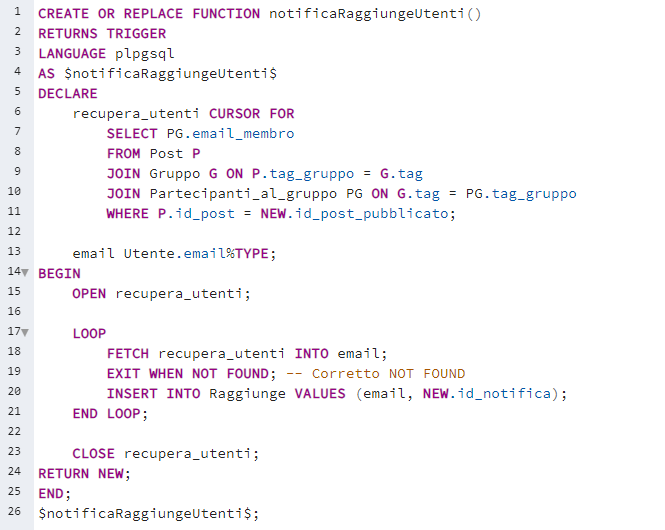 1 CREATE OR REPLACE FUNCTION notificaRaggiungeUtenti()
2 RETURNS TRIGGER
3 LANGUAGE plpgsql
4 AS $notificaRaggiungeUtenti$
5 DECLARE
6     recupera_utenti CURSOR FOR
7         SELECT PG.email_membro
8         FROM Post P
9         JOIN Gruppo G ON P.tag_gruppo = G.tag
10         JOIN Partecipanti_al_gruppo PG ON G.tag = PG.tag_gruppo
11         WHERE P.id_post = NEW.id_post_pubblicato;
12
13     email Utente.email%TYPE;
14 BEGIN
15     OPEN recupera_utenti;
16
17     LOOP
18         FETCH recupera_utenti INTO email;
19         EXIT WHEN NOT FOUND; -- Corretto NOT FOUND
20         INSERT INTO Raggiunge VALUES (email, NEW.id_notifica);
21     END LOOP;
22
23     CLOSE recupera_utenti;
24 RETURN NEW;
25 END;
26 $notificaRaggiungeUtenti$;